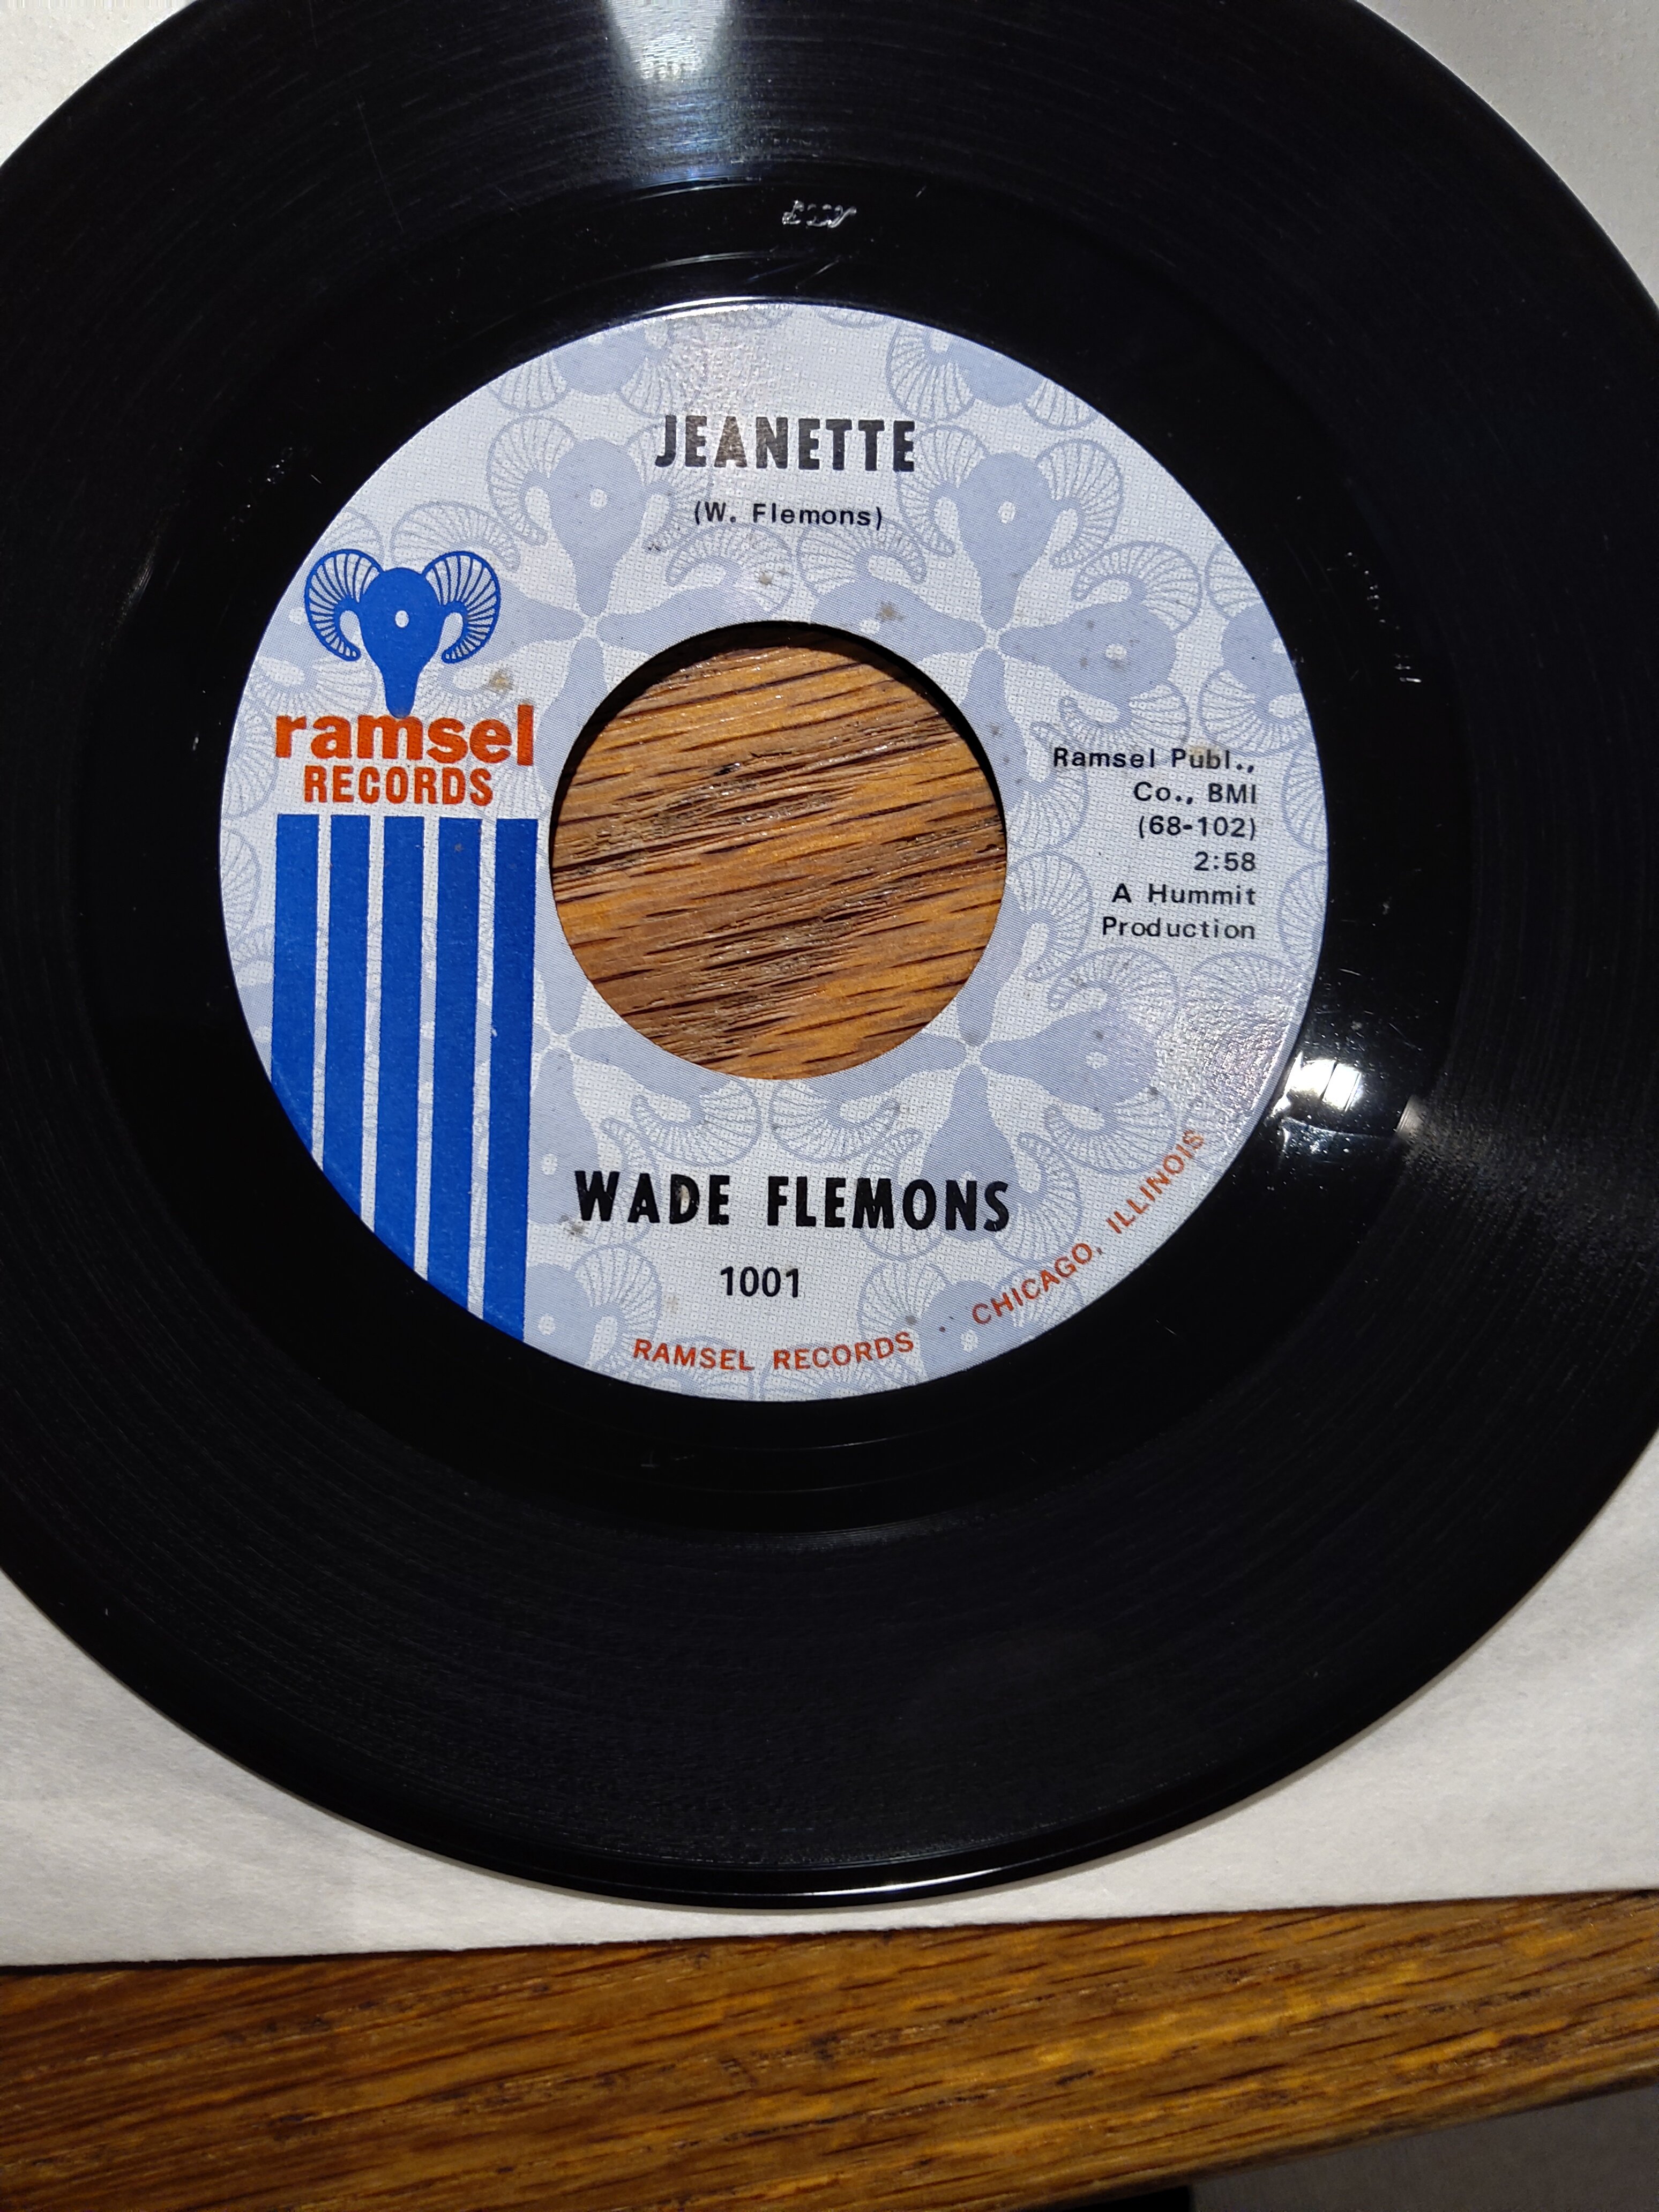 JEANETTE
(W. Flemons)
ramsel
RECORDS
Ramsel Publ.,
Co., BMI
(68-102)
2:58
A Hummit
Production
WADE FLEMONS
1001
RAMSEL RECORDS · CHICAGO, ILLINOIS